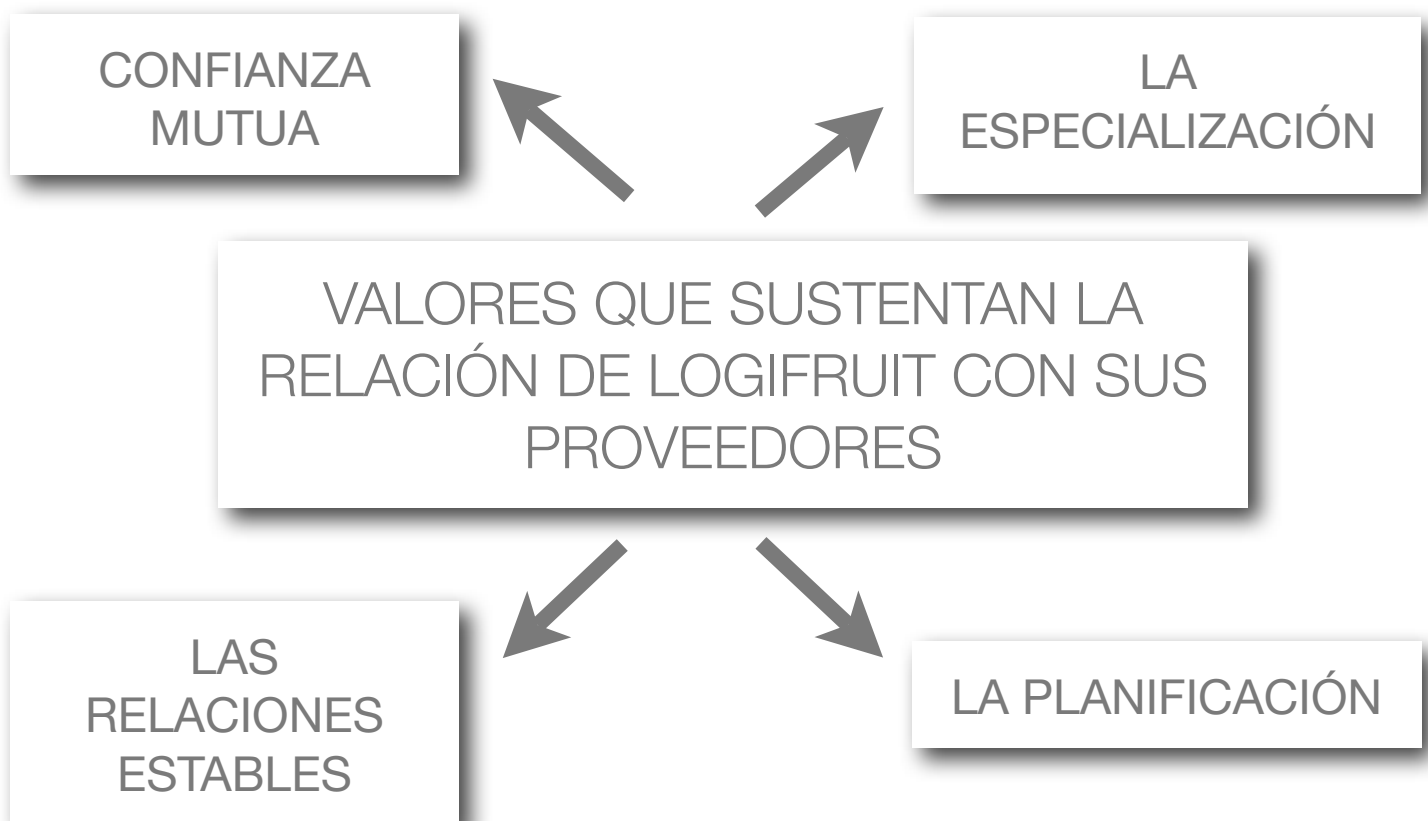 CONFIANZA
MUTUA
LA
ESPECIALIZACIÓN
VALORES QUE SUSTENTAN LA
RELACIÓN DE LOGIFRUIT CON SUS
PROVEEDORES
LAS
RELACIONES
ESTABLES
LA PLANIFICACIÓN